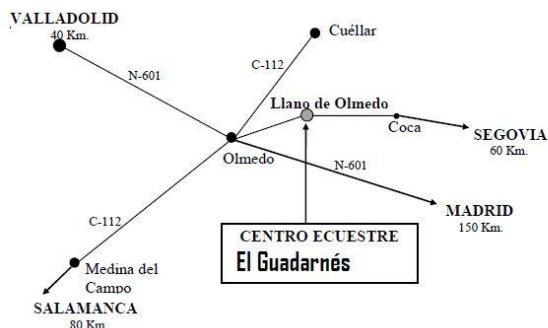 VALLADOLID
40 Km.
Cuéllar
C-112
N-601
Llano de Olmedo
Coca
SEGOVIA
60 Km.
Olmedo
N-601
MADRID
150 Km.
C-112
CENTRO ECUESTRE
El Guadarnés
Medina del
Campo
SALAMANCA
80 Km.